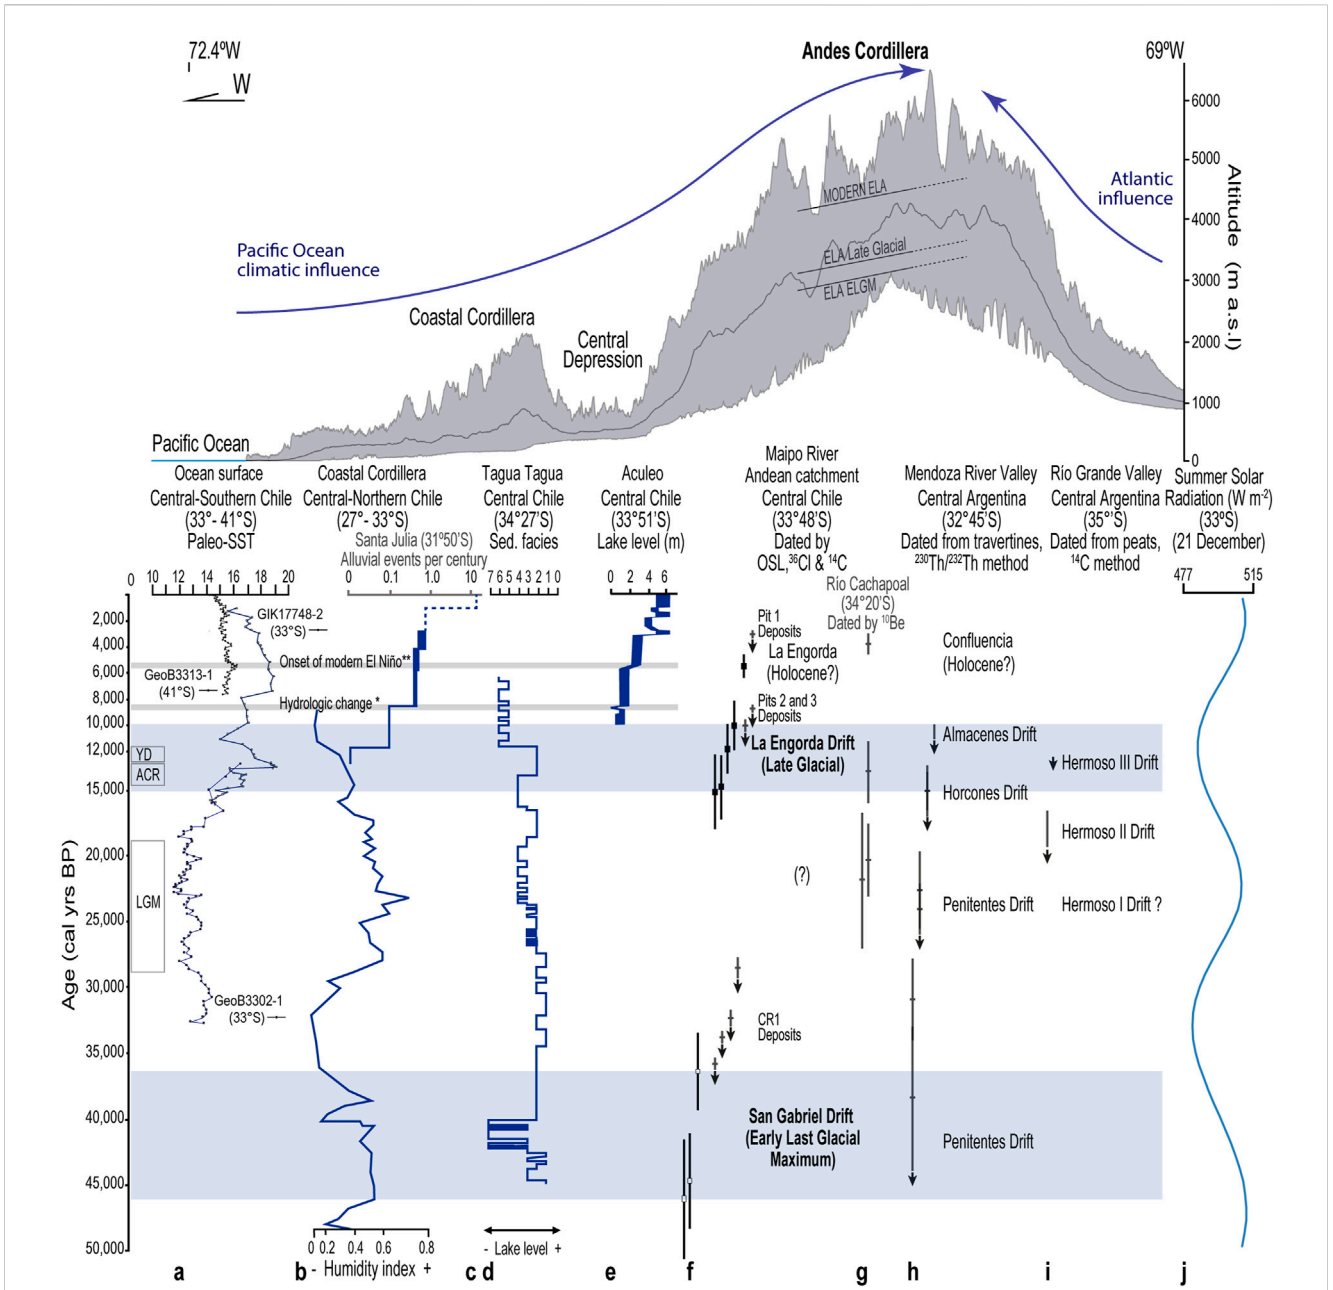 72.4ºW
W
Andes Cordillera
69ºW
6000
5000
4000
3000
2000
1000
0
Altitude (m a.s.l)
Atlantic
influence
Pacific Ocean
climatic influence
MODERN ELA
ELA Late Glacial
ELA ELGM
Coastal Cordillera
Central
Depression
Pacific Ocean
Ocean surface
Central-Southern Chile
(33°- 41°S)
Paleo-SST
Coastal Cordillera
Central-Northern Chile
(27°- 33°S)
Santa Julia (31°50'S)
Alluvial events per century
Tagua Tagua
Central Chile
(34°27'S)
Sed. facies
Aculeo
Central Chile
(33°51'S)
Lake level (m)
Maipo River
Andean catchment
Central Chile
(33°48'S)
Dated by
OSL,³⁶Cl & ¹⁴C
Río Cachapoal
(34°20'S)
Dated by ¹⁰Be
Mendoza River Valley
Central Argentina
(32°45'S)
Dated from travertines,
²³⁰Th/²³²Th method
Río Grande Valley
Central Argentina
(35°'S)
Dated from peats,
¹⁴C method
Summer Solar
Radiation (W m⁻²)
(33ºS)
(21 December)
477 515
0 10 12 14 16 18 20
0 0.1 1.0 10
7 6 5 4 3 2 1 0
0 2 4 6
2,000
4,000
6,000
8,000
10,000
12,000
15,000
20,000
25,000
30,000
35,000
40,000
45,000
50,000
Age (cal yrs BP)
GIK17748-2
(33°S)
GeoB3313-1
(41°S)
Onset of modern El Niño**
Hydrologic change *
YD
ACR
LGM
GeoB3302-1
(33°S)
Pit 1
Deposits
La Engorda
(Holocene?)
Pits 2 and 3
Deposits
La Engorda Drift
(Late Glacial)
(?)
CR1
Deposits
San Gabriel Drift
(Early Last Glacial
Maximum)
Confluencia
(Holocene?)
Almacenes Drift
Horcones Drift
Penitentes Drift
Penitentes Drift
Hermoso III Drift
Hermoso II Drift
Hermoso I Drift ?
0 0.2 0.4 0.6 0.8
- Humidity index +
- Lake level +
a b c d e f g h i j